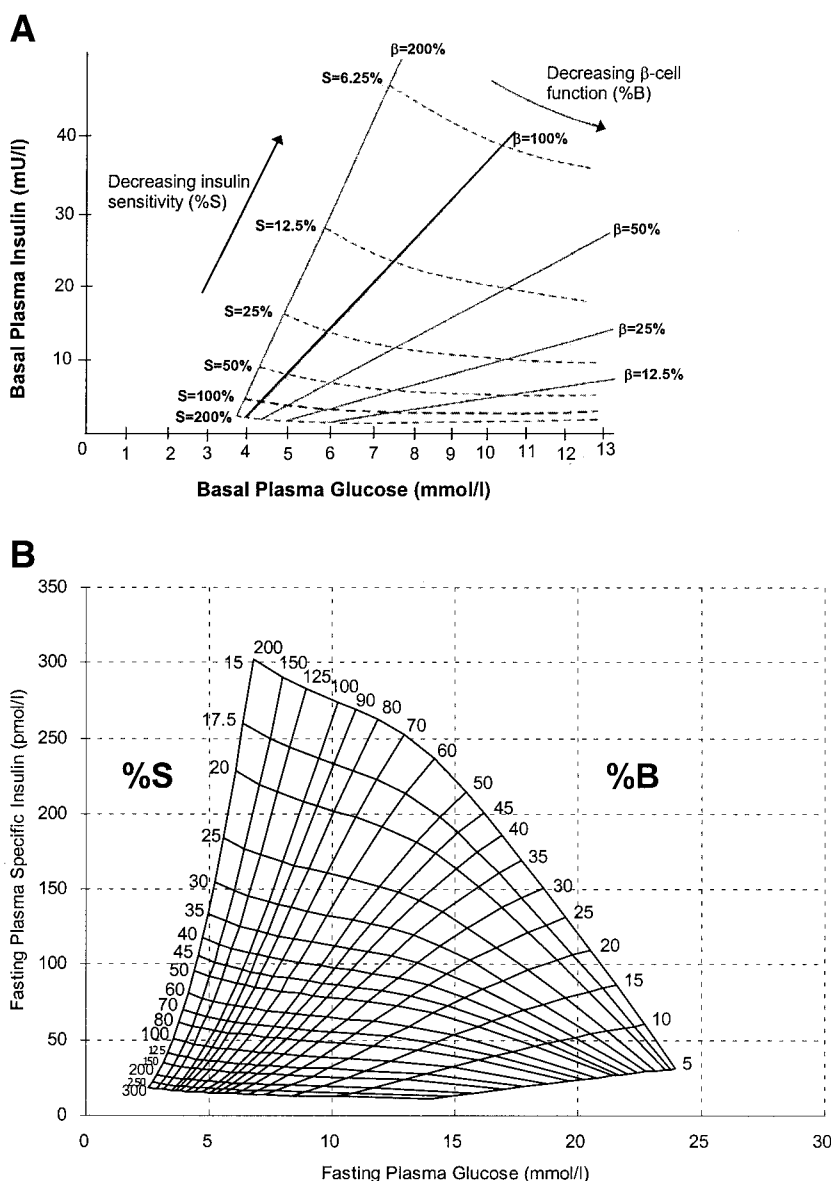 A
β=200%
S=6.25%
Decreasing β-cell
function (%B)
β=100%
40
Decreasing insulin
sensitivity (%S)
30
S=12.5%
β=50%
20
S=25%
β=25%
10
S=50%
β=12.5%
S=100%
S=200%
0 1 2 3 4 5 6 7 8 9 10 11 12 13
Basal Plasma Insulin (mU/l)
Basal Plasma Glucose (mmol/l)
B
350
300
250
200
150
100
50
0
Fasting Plasma Specific Insulin (pmol/l)
%S
15
17.5
20
25
30
35
40
45
50
60
70
80
100
125
150
200
250
300
%B
200
150
125
100
90
80
70
60
50
45
40
35
30
25
20
15
10
5
0 5 10 15 20 25 30
Fasting Plasma Glucose (mmol/l)